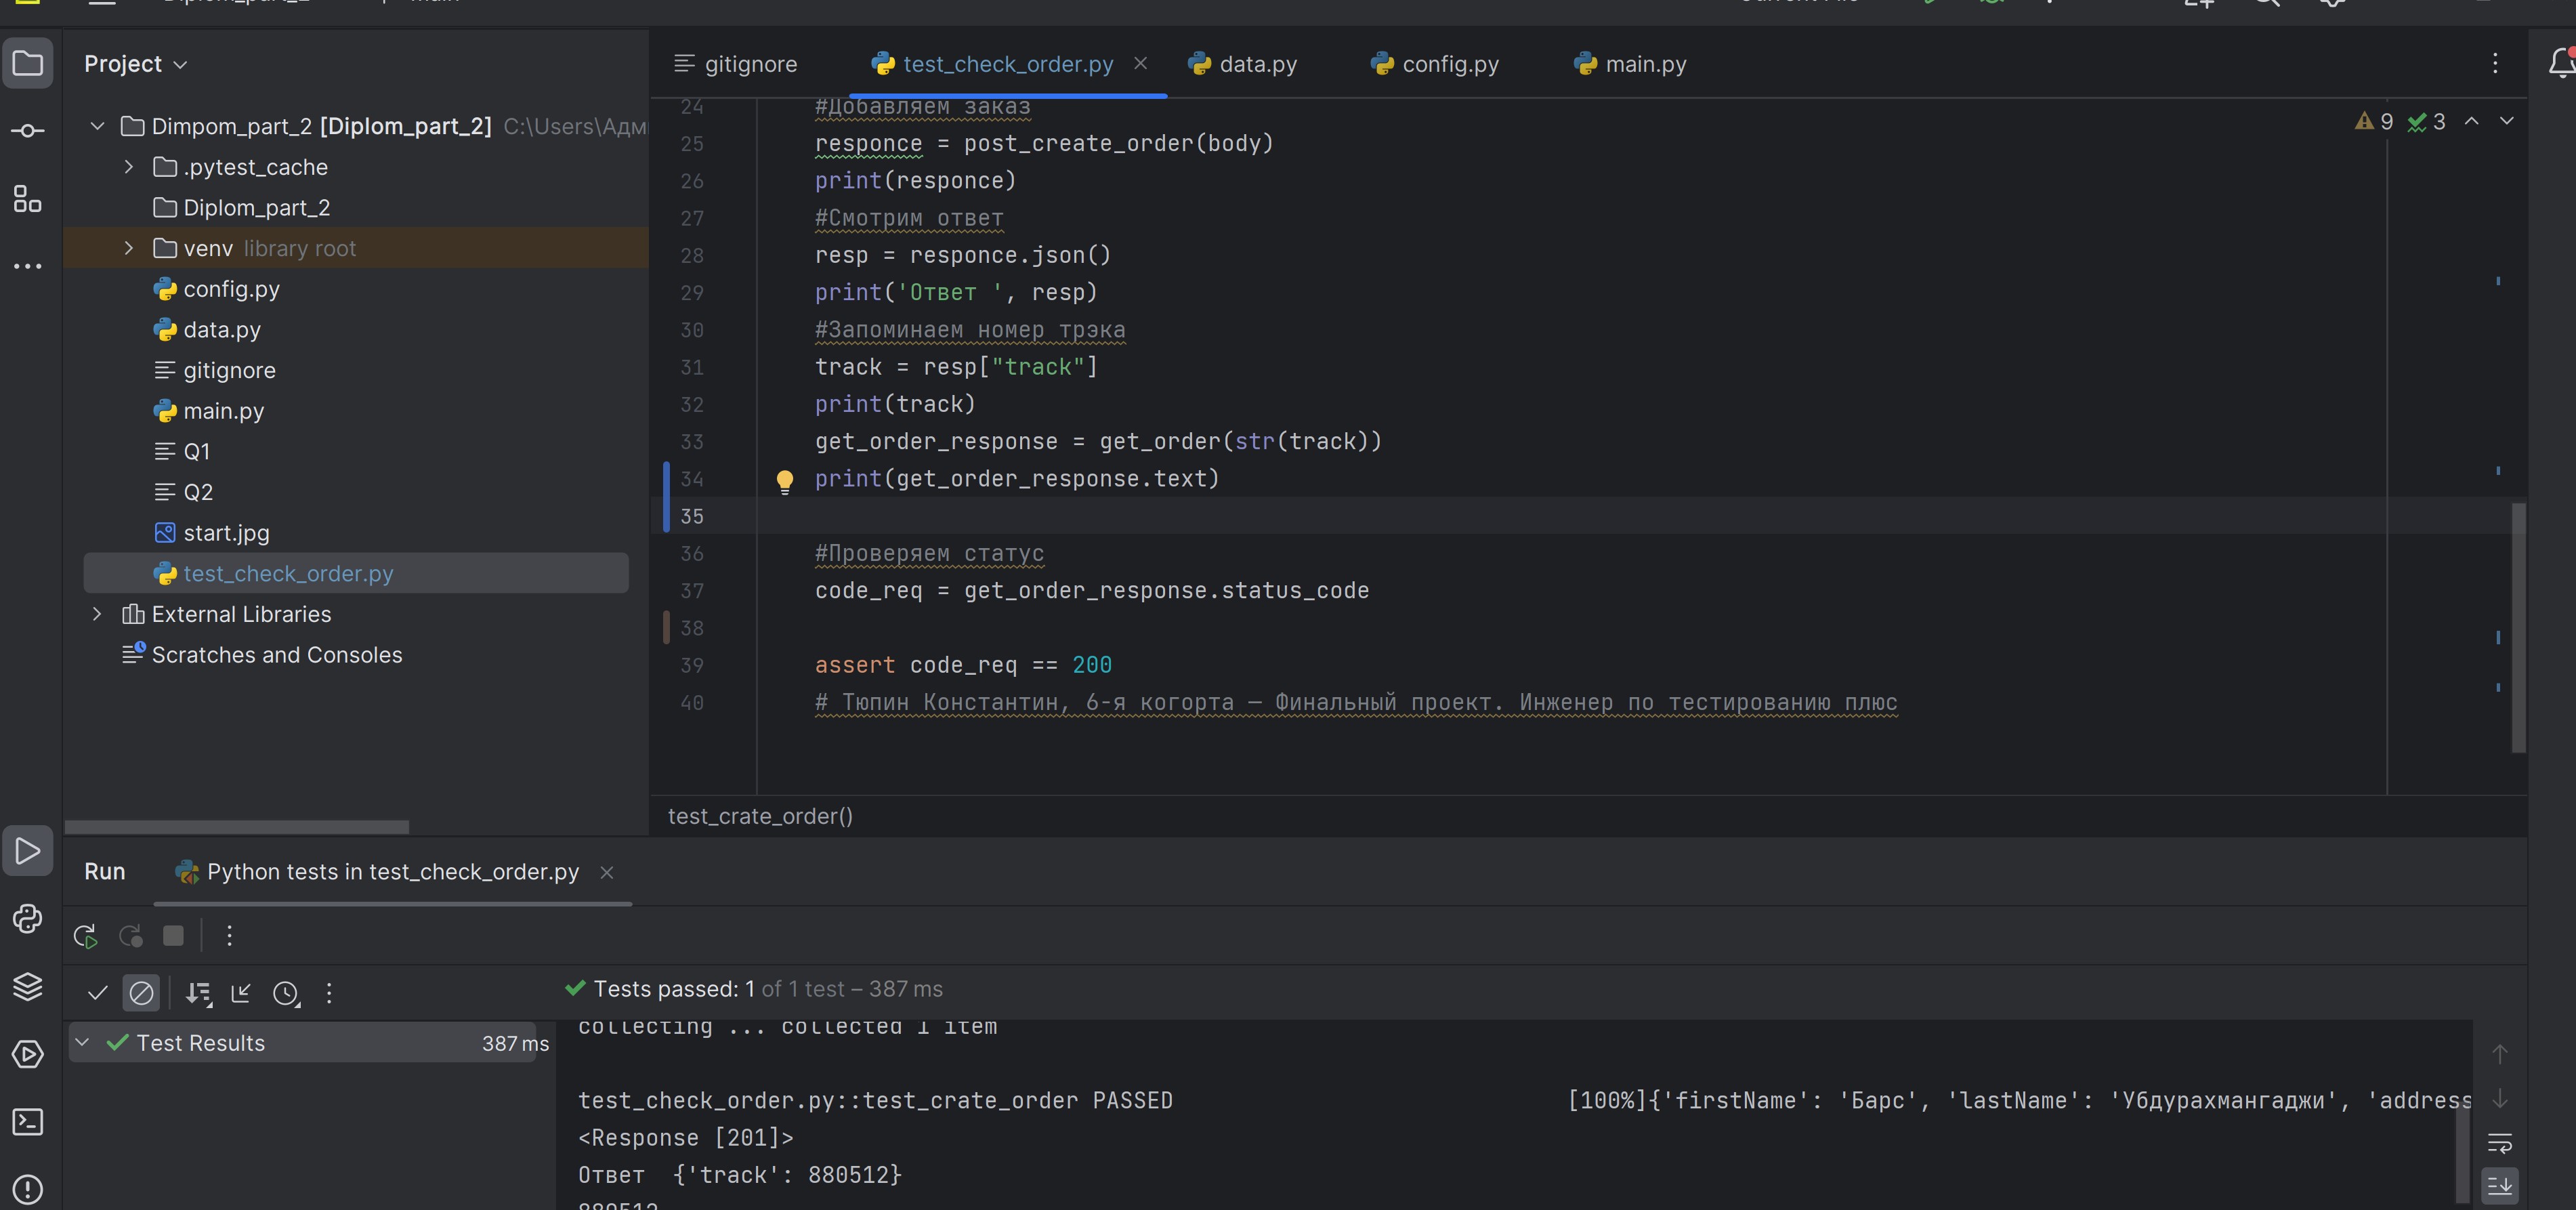 Project
Dimpom_part_2 [Diplom_part_2] C:\Users\Адми
.pytest_cache
Diplom_part_2
venv library root
config.py
data.py
gitignore
main.py
Q1
Q2
start.jpg
test_check_order.py
External Libraries
Scratches and Consoles
gitignore test_check_order.py data.py config.py main.py
9 3
24 #Добавляем заказ
25 responce = post_create_order(body)
26 print(responce)
27 #Смотрим ответ
28 resp = responce.json()
29 print('Ответ ', resp)
30 #Запоминаем номер трэка
31 track = resp["track"]
32 print(track)
33 get_order_response = get_order(str(track))
34 print(get_order_response.text)
35
36 #Проверяем статус
37 code_req = get_order_response.status_code
38
39 assert code_req == 200
40 # Тюпин Константин, 6-я когорта — Финальный проект. Инженер по тестированию плюс
test_crate_order()
Run Python tests in test_check_order.py
Tests passed: 1 of 1 test – 387 ms
Test Results 387 ms
collecting ... collected 1 item
test_check_order.py::test_crate_order PASSED [100%]{'firstName': 'Барс', 'lastName': 'Убдурахмангаджи', 'address
<Response [201]>
Ответ {'track': 880512}
880512